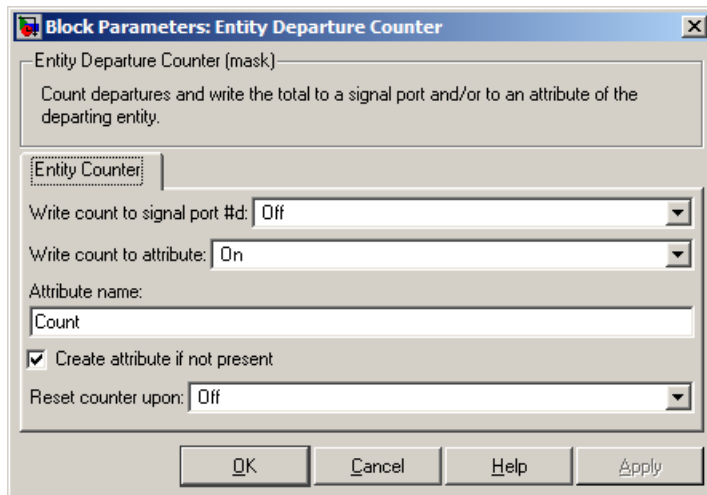 Block Parameters: Entity Departure Counter
Entity Departure Counter (mask)
Count departures and write the total to a signal port and/or to an attribute of the
departing entity.
Entity Counter
Write count to signal port #d: Off
Write count to attribute: On
Attribute name:
Count
Create attribute if not present
Reset counter upon: Off
OK Cancel Help Apply